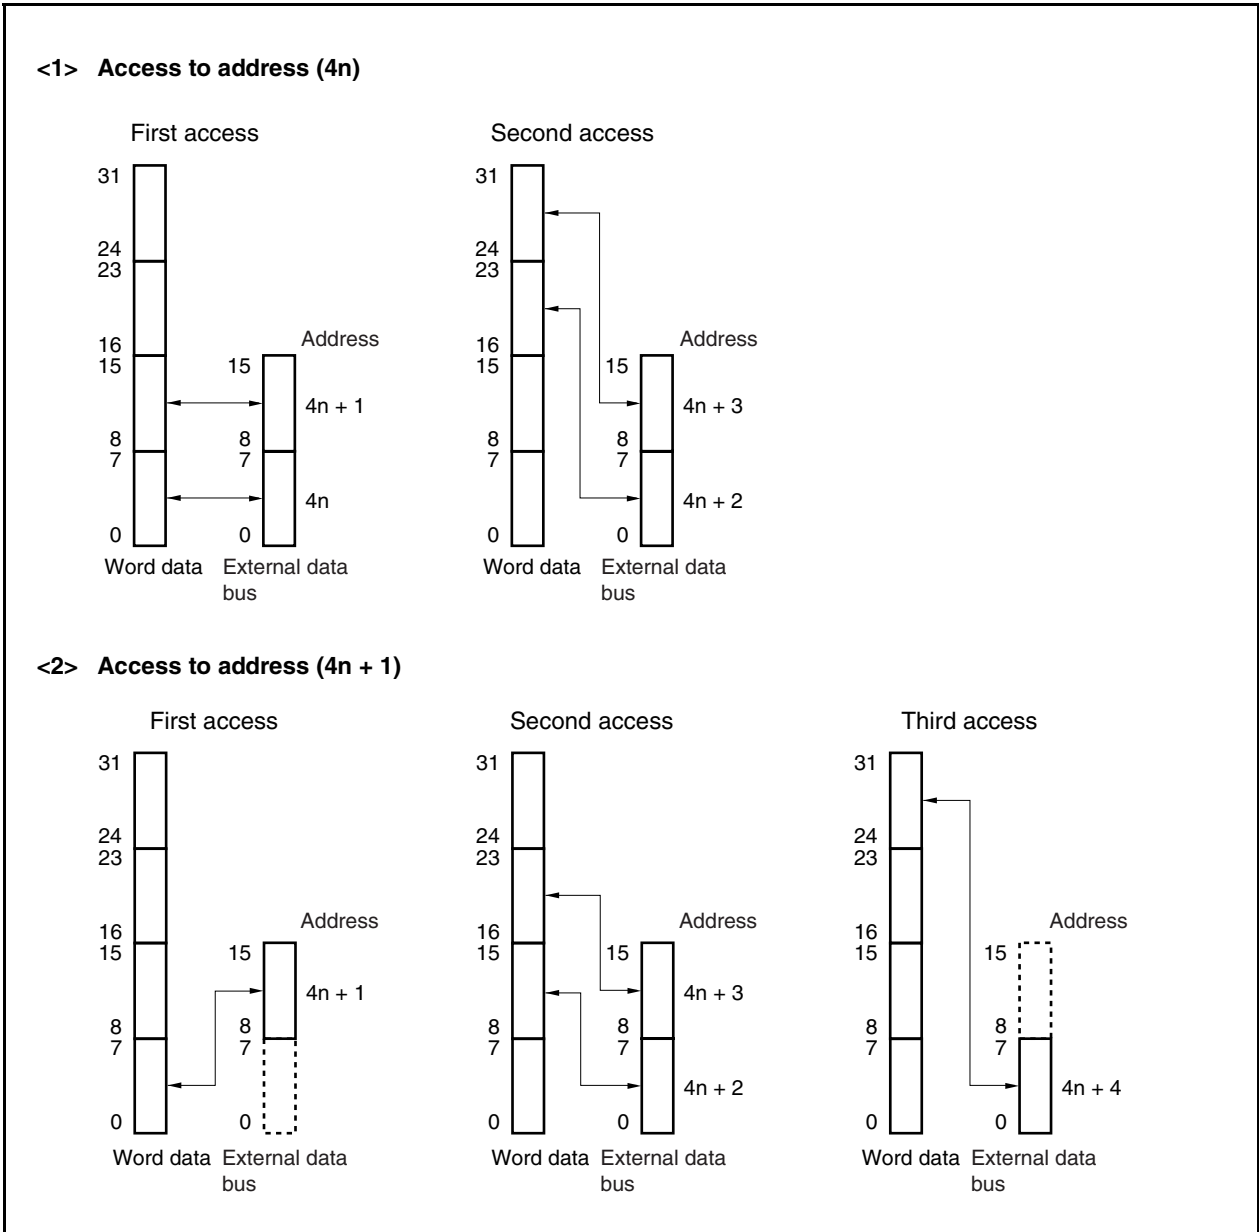 <1> Access to address (4n)
First access
31
24
23
16
15
8
7
0
Word data
Address
15
8
7
0
4n + 1
4n
External data
bus
Second access
31
24
23
16
15
8
7
0
Word data
Address
15
8
7
0
4n + 3
4n + 2
External data
bus
<2> Access to address (4n + 1)
First access
31
24
23
16
15
8
7
0
Word data
Address
15
8
7
0
4n + 1
External data
bus
Second access
31
24
23
16
15
8
7
0
Word data
Address
15
8
7
0
4n + 3
4n + 2
External data
bus
Third access
31
24
23
16
15
8
7
0
Word data
Address
15
8
7
0
4n + 4
External data
bus